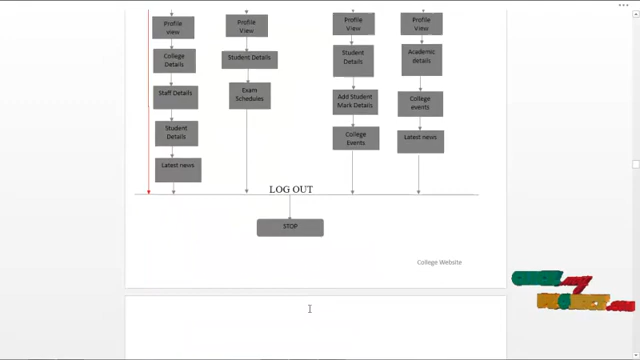 Profile
view
College
Details
Staff Details
Student
Details
Latest news
Profile
View
Student Details
Exam
Schedules
Profile
View
Student
Details
Add Student
Mark Details
College
Events
Profile
View
Academic
details
College
events
Latest news
LOG OUT
STOP
College Website